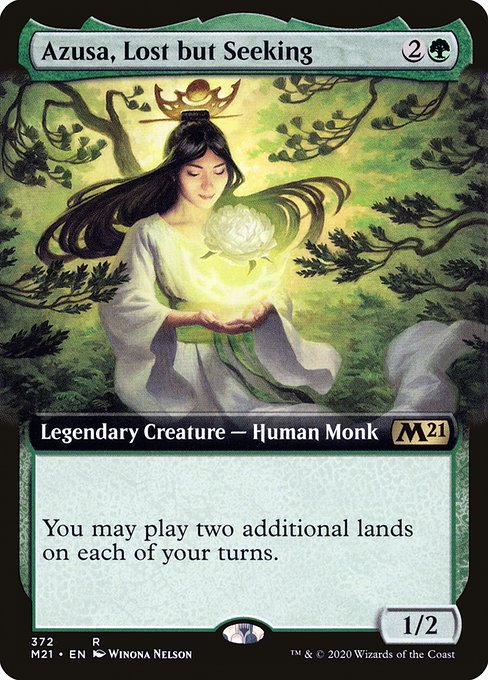 Azusa, Lost but Seeking 2
Legendary Creature — Human Monk M21
You may play two additional lands
on each of your turns.
1/2
372 R
M21 • EN Winona Nelson ™ & © 2020 Wizards of the Coast